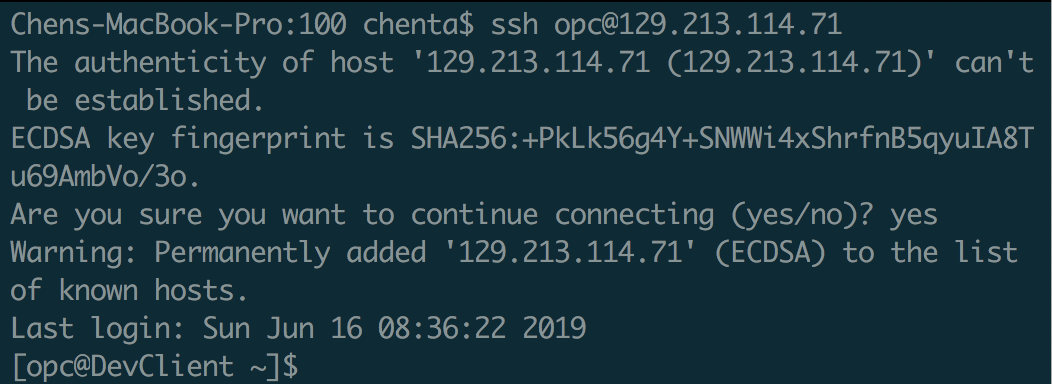 Chens-MacBook-Pro:100 chenta$ ssh opc@129.213.114.71
The authenticity of host '129.213.114.71 (129.213.114.71)' can't
 be established.
ECDSA key fingerprint is SHA256:+PkLk56g4Y+SNWWi4xShrfnB5qyuIA8T
u69AmbVo/3o.
Are you sure you want to continue connecting (yes/no)? yes
Warning: Permanently added '129.213.114.71' (ECDSA) to the list
of known hosts.
Last login: Sun Jun 16 08:36:22 2019
[opc@DevClient ~]$